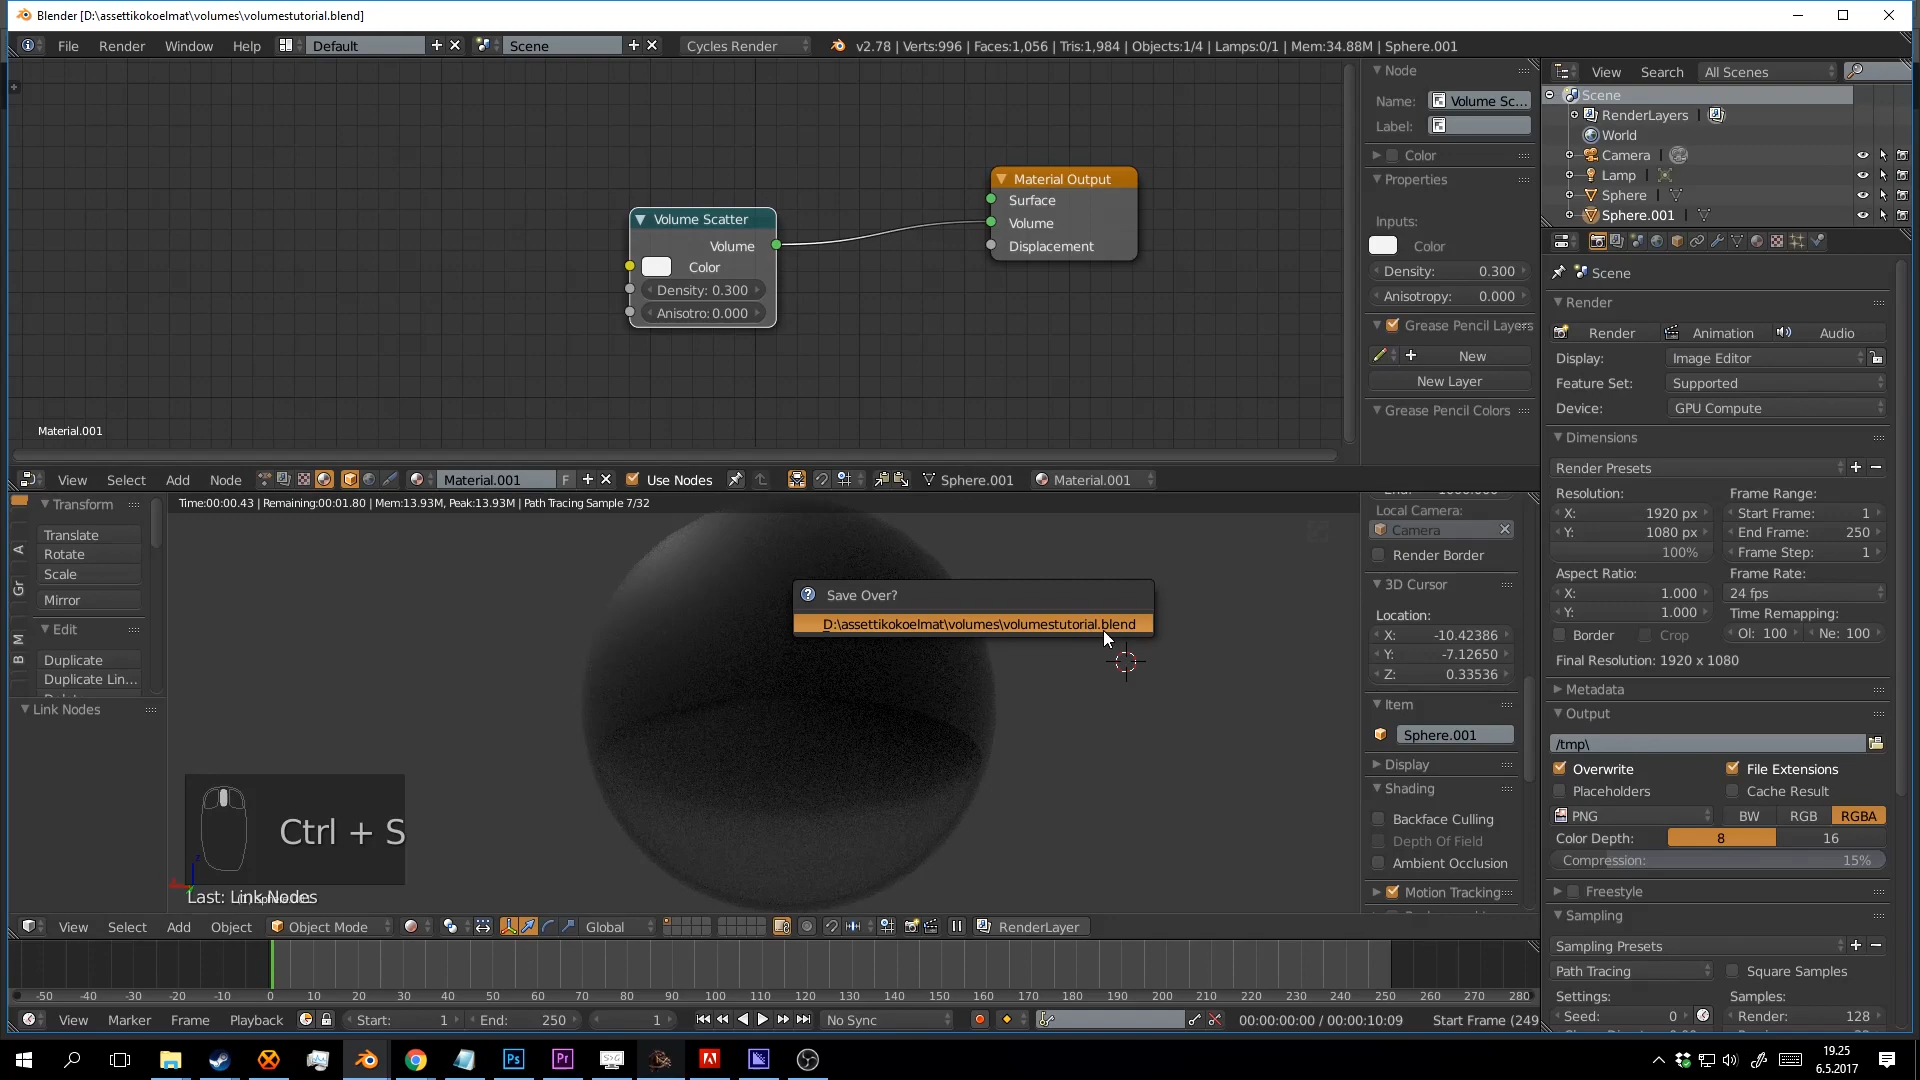 Blender [D:\assettikokoelmat\volumes\volumestutorial.blend]
File Render Window Help Default Scene Cycles Render v2.78 | Verts:996 | Faces:1,056 | Tris:1,984 | Objects:1/4 | Lamps:0/1 | Mem:34.88M | Sphere.001
Volume Scatter
Volume
Color
Density: 0.300
Anisotro: 0.000
Material Output
Surface
Volume
Displacement
Material.001
Node
Name: Volume Sc...
Label:
Color
Properties
Inputs:
Color
Density: 0.300
Anisotropy: 0.000
Grease Pencil Layers
New
New Layer
Grease Pencil Colors
View Select Add Node Material.001 F Use Nodes Sphere.001 Material.001
Transform
Translate
Rotate
Scale
Mirror
Edit
Duplicate
Duplicate Lin...
Link Nodes
A
Gr
M
B
Time:00:00.43 | Remaining:00:01.80 | Mem:13.93M, Peak:13.93M | Path Tracing Sample 7/32
Save Over?
D:\assettikokoelmat\volumes\volumestutorial.blend
Ctrl + S
Last: Link Nodes
Local Camera:
Camera
Render Border
3D Cursor
Location:
X: -10.42386
Y: -7.12650
Z: 0.33536
Item
Sphere.001
Display
Shading
Backface Culling
Depth Of Field
Ambient Occlusion
Motion Tracking
View Select Add Object Object Mode Global RenderLayer
-50 -40 -30 -20 -10 0 10 20 30 40 50 60 70 80 90 100 110 120 130 140 150 160 170 180 190 200 210 220 230 240 250 260 270 280
View Marker Frame Playback Start: 1 End: 250 1 No Sync 00:00:00:00 / 00:00:10:09 Start Frame (249
View Search All Scenes
Scene
RenderLayers
World
Camera
Lamp
Sphere
Sphere.001
Scene
Render
Render Animation Audio
Display: Image Editor
Feature Set: Supported
Device: GPU Compute
Dimensions
Render Presets
Resolution: Frame Range:
X: 1920 px Start Frame: 1
Y: 1080 px End Frame: 250
100% Frame Step: 1
Aspect Ratio: Frame Rate:
X: 1.000 24 fps
Y: 1.000 Time Remapping:
Border Crop Ol: 100 Ne: 100
Final Resolution: 1920 x 1080
Metadata
Output
/tmp\
Overwrite File Extensions
Placeholders Cache Result
PNG BW RGB RGBA
Color Depth: 8 16
Compression: 15%
Freestyle
Sampling
Sampling Presets
Path Tracing Square Samples
Settings: Samples:
Seed: 0 Render: 128
Ps Pr
19.25
6.5.2017